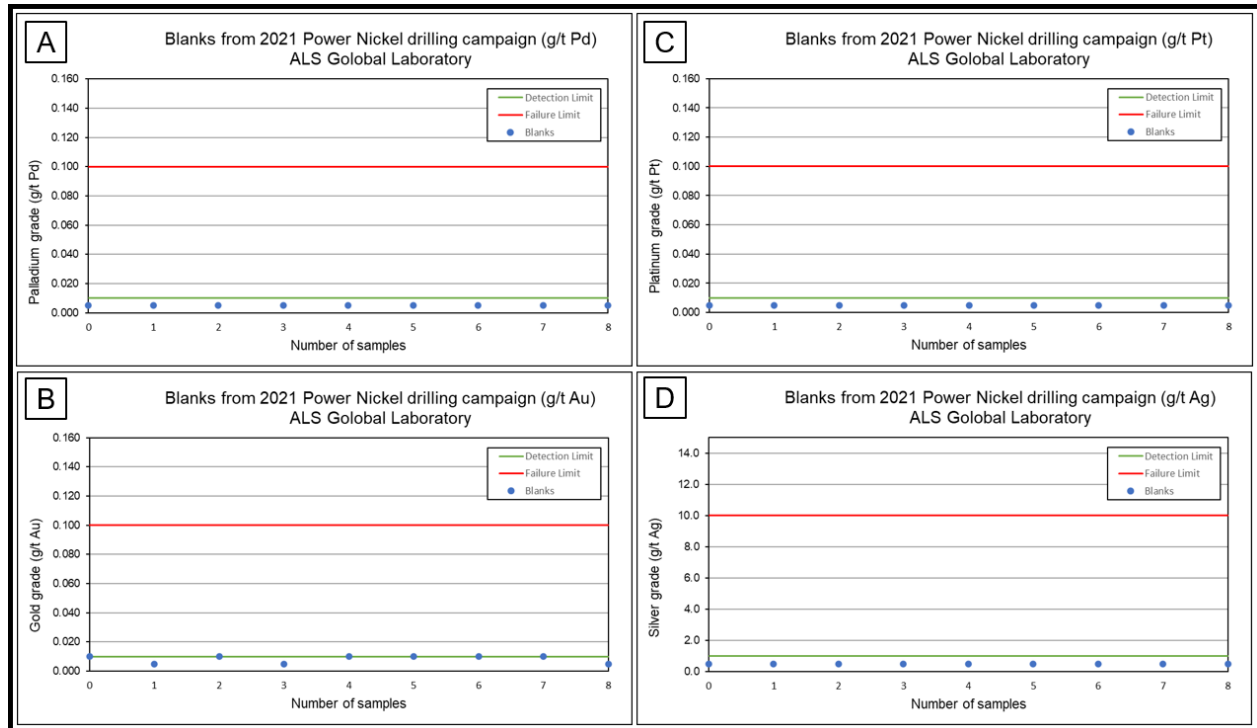 A
Blanks from 2021 Power Nickel drilling campaign (g/t Pd)
ALS Golobal Laboratory
Palladium grade (g/t Pd)
0.160
0.140
0.120
0.100
0.080
0.060
0.040
0.020
0.000
Detection Limit
Failure Limit
Blanks
0 1 2 3 4 5 6 7 8
Number of samples
C
Blanks from 2021 Power Nickel drilling campaign (g/t Pt)
ALS Golobal Laboratory
Platinum grade (g/t Pt)
0.160
0.140
0.120
0.100
0.080
0.060
0.040
0.020
0.000
Detection Limit
Failure Limit
Blanks
0 1 2 3 4 5 6 7 8
Number of samples
B
Blanks from 2021 Power Nickel drilling campaign (g/t Au)
ALS Golobal Laboratory
Gold grade (g/t Au)
0.160
0.140
0.120
0.100
0.080
0.060
0.040
0.020
0.000
Detection Limit
Failure Limit
Blanks
0 1 2 3 4 5 6 7 8
Number of samples
D
Blanks from 2021 Power Nickel drilling campaign (g/t Ag)
ALS Golobal Laboratory
Silver grade (g/t Ag)
14.0
12.0
10.0
8.0
6.0
4.0
2.0
0.0
Detection Limit
Failure Limit
Blanks
0 1 2 3 4 5 6 7 8
Number of samples